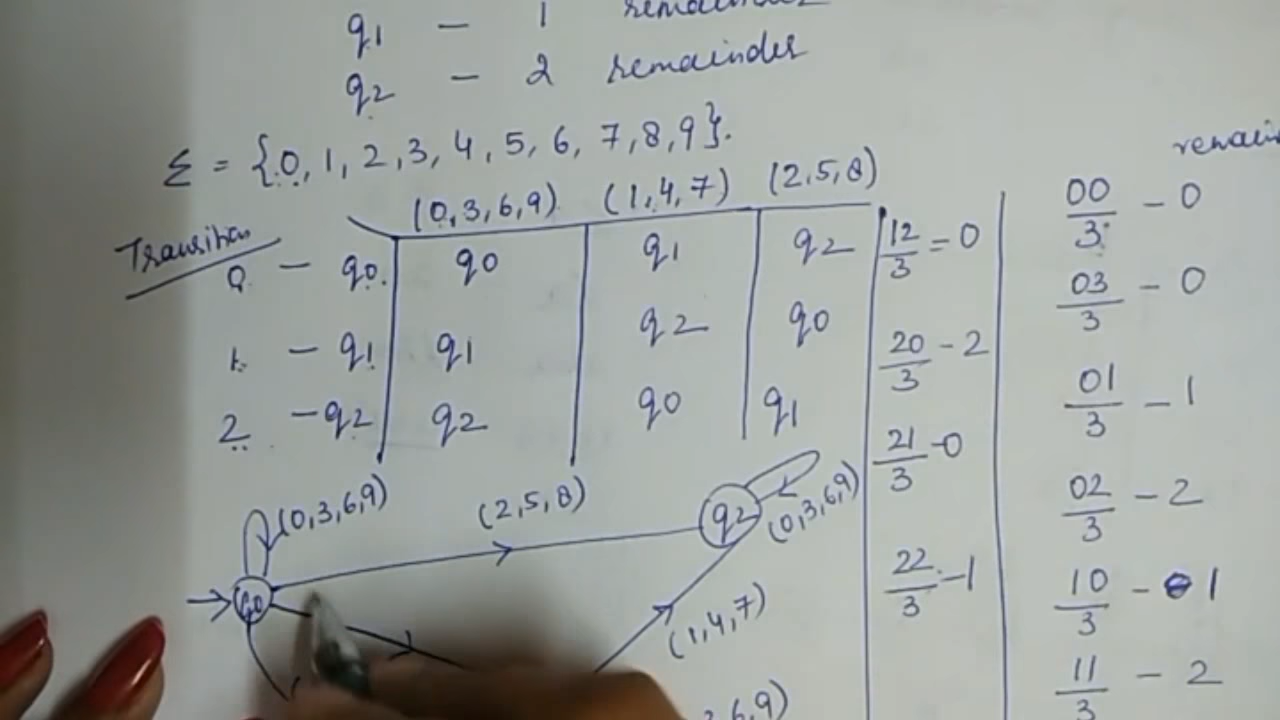 q1 - 1 remainder
q2 - 2 remainder
Σ = {0, 1, 2, 3, 4, 5, 6, 7, 8, 9}.
Transition
(0, 3, 6, 9) (1, 4, 7) (2, 5, 8)
0 - q0 q0 q1 q2
1 - q1 q1 q2 q0
2 - q2 q2 q0 q1
12/3 = 0
20/3 - 2
21/3 - 0
22/3 - 1
00/3 - 0
03/3 - 0
01/3 - 1
02/3 - 2
10/3 - 1
11/3 - 2
(0, 3, 6, 9)
(2, 5, 8)
q2
(0, 3, 6, 9)
q0
(1, 4, 7)
6, 9)